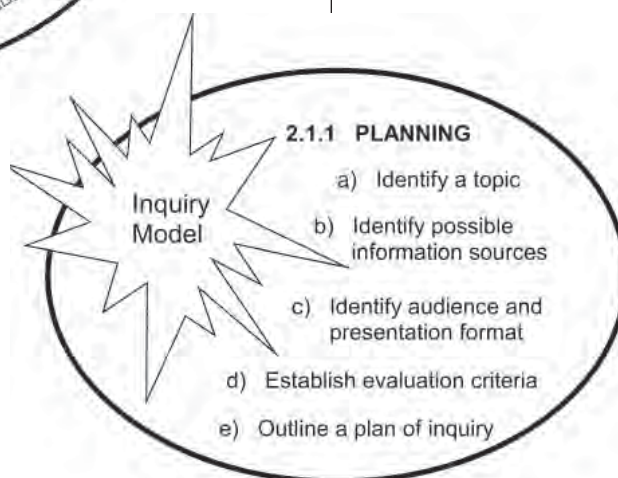 2.1.1 PLANNING
a) Identify a topic
Inquiry
Model
b) Identify possible
information sources
c) Identify audience and
presentation format
d) Establish evaluation criteria
e) Outline a plan of inquiry